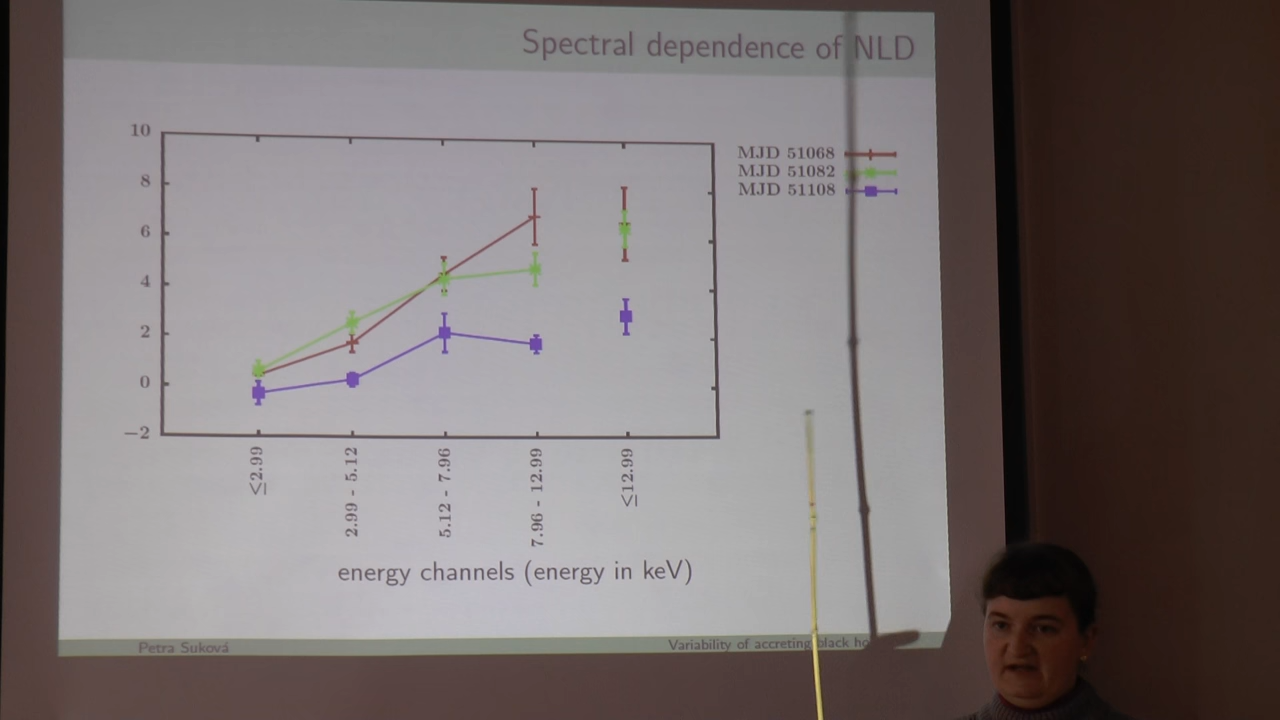 Spectral dependence of NLD
10
8
6
4
2
0
−2
MJD 51068
MJD 51082
MJD 51108
≤2.99
2.99 - 5.12
5.12 - 7.96
7.96 - 12.99
≤12.99
energy channels (energy in keV)
Petra Suková
Variability of accreting black